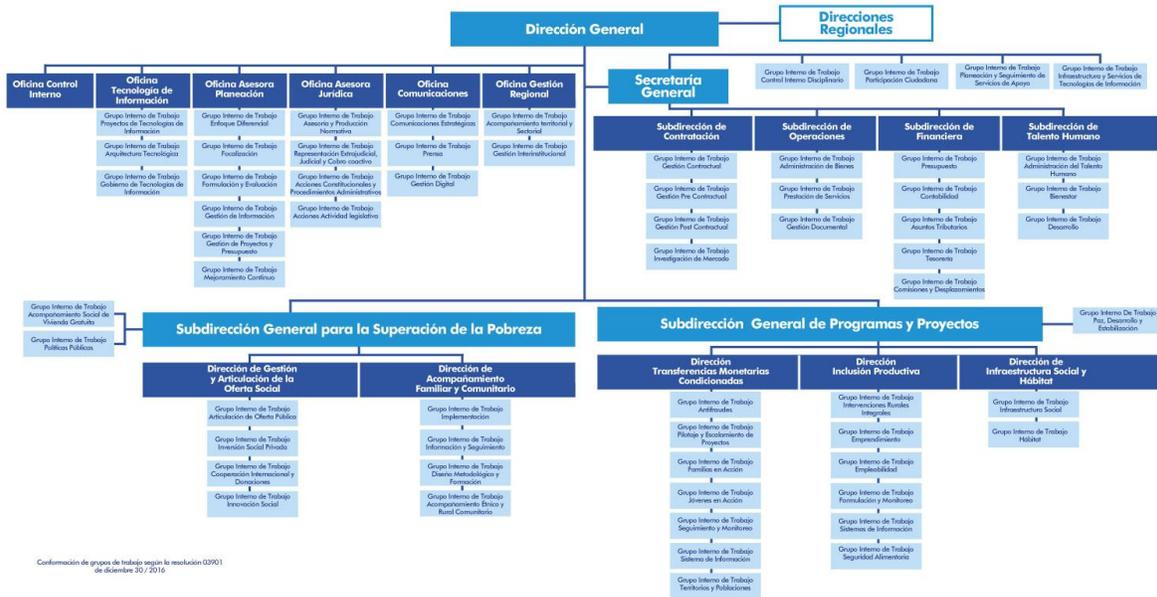 Dirección General
Direcciones
Regionales
Oficina Control
Interno
Oficina
Tecnología de
Información
Grupo Interno de Trabajo
Proyectos de Tecnologías de
Información
Grupo Interno de Trabajo
Arquitectura Tecnológica
Grupo Interno de Trabajo
Gobierno de Tecnologías de
Información
Oficina Asesora
Planeación
Grupo Interno de Trabajo
Enfoque Diferencial
Grupo Interno de Trabajo
Focalización
Grupo Interno de Trabajo
Formulación y Evaluación
Grupo Interno de Trabajo
Gestión de Información
Grupo Interno de Trabajo
Gestión de Proyectos y
Presupuesto
Grupo Interno de Trabajo
Mejoramiento Continuo
Oficina Asesora
Jurídica
Grupo Interno de Trabajo
Asesoría y Producción
Normativa
Grupo Interno de Trabajo
Representación Extrajudicial,
Judicial y Cobro coactivo
Grupo Interno de Trabajo
Acciones Constitucionales y
Procedimientos Administrativos
Grupo Interno de Trabajo
Acciones Actividad legislativa
Oficina
Comunicaciones
Grupo Interno de Trabajo
Comunicaciones Estratégicas
Grupo Interno de Trabajo
Prensa
Grupo Interno de Trabajo
Gestión Digital
Oficina Gestión
Regional
Grupo Interno de Trabajo
Acompañamiento territorial y
Sectorial
Grupo Interno de Trabajo
Gestión Interinstitucional
Secretaría
General
Grupo Interno de Trabajo
Control Interno Disciplinario
Grupo Interno de Trabajo
Participación Ciudadana
Grupo Interno de Trabajo
Planeación y Seguimiento de
Servicios de Apoyo
Grupo Interno de Trabajo
Infraestructura y Servicios de
Tecnologías de Información
Subdirección de
Contratación
Grupo Interno de Trabajo
Gestión Contractual
Grupo Interno de Trabajo
Gestión Pre Contractual
Grupo Interno de Trabajo
Gestión Post Contractual
Grupo Interno de Trabajo
Investigación de Mercado
Subdirección de
Operaciones
Grupo Interno de Trabajo
Administración de Bienes
Grupo Interno de Trabajo
Prestación de Servicios
Grupo Interno de Trabajo
Gestión Documental
Subdirección de
Financiera
Grupo Interno de Trabajo
Presupuesto
Grupo Interno de Trabajo
Contabilidad
Grupo Interno de Trabajo
Asuntos Tributarios
Grupo Interno de Trabajo
Tesorería
Grupo Interno de Trabajo
Comisiones y Desplazamientos
Subdirección de
Talento Humano
Grupo Interno de Trabajo
Administración del Talento
Humano
Grupo Interno de Trabajo
Bienestar
Grupo Interno de Trabajo
Desarrollo
Grupo Interno de Trabajo
Acompañamiento Social de
Vivienda Gratuita
Grupo Interno de Trabajo
Políticas Públicas
Subdirección General para la Superación de la Pobreza
Dirección de Gestión
y Articulación de la
Oferta Social
Grupo Interno de Trabajo
Articulación de Oferta Pública
Grupo Interno de Trabajo
Inversión Social Privada
Grupo Interno de Trabajo
Cooperación Internacional y
Donaciones
Grupo Interno de Trabajo
Innovación Social
Dirección de
Acompañamiento
Familiar y Comunitario
Grupo Interno de Trabajo
Implementación
Grupo Interno de Trabajo
Información y Seguimiento
Grupo Interno de Trabajo
Diseño Metodológico y
Formación
Grupo Interno de Trabajo
Acompañamiento Etnico y
Rural Comunitario
Subdirección General de Programas y Proyectos
Grupo Interno De Trabajo
Paz, Desarrollo y
Estabilización
Dirección
Transferencias Monetarias
Condicionadas
Grupo Interno de Trabajo
Antifraudes
Grupo Interno de Trabajo
Pilotaje y Escalamiento de
Proyectos
Grupo Interno de Trabajo
Familias en Acción
Grupo Interno de Trabajo
Jóvenes en Acción
Grupo Interno de Trabajo
Seguimiento y Monitoreo
Grupo Interno de Trabajo
Sistema de Información
Grupo Interno de Trabajo
Territorios y Poblaciones
Dirección
Inclusión Productiva
Grupo Interno de Trabajo
Intervenciones Rurales
Integrales
Grupo Interno de Trabajo
Emprendimiento
Grupo Interno de Trabajo
Empleabilidad
Grupo Interno de Trabajo
Formulación y Monitoreo
Grupo Interno de Trabajo
Sistemas de Información
Grupo Interno de Trabajo
Seguridad Alimentaria
Dirección de
Infraestructura Social y
Hábitat
Grupo Interno de Trabajo
Infraestructura Social
Grupo Interno de Trabajo
Hábitat
Conformación de grupos de trabajo según la resolución 03901
de diciembre 30 / 2016